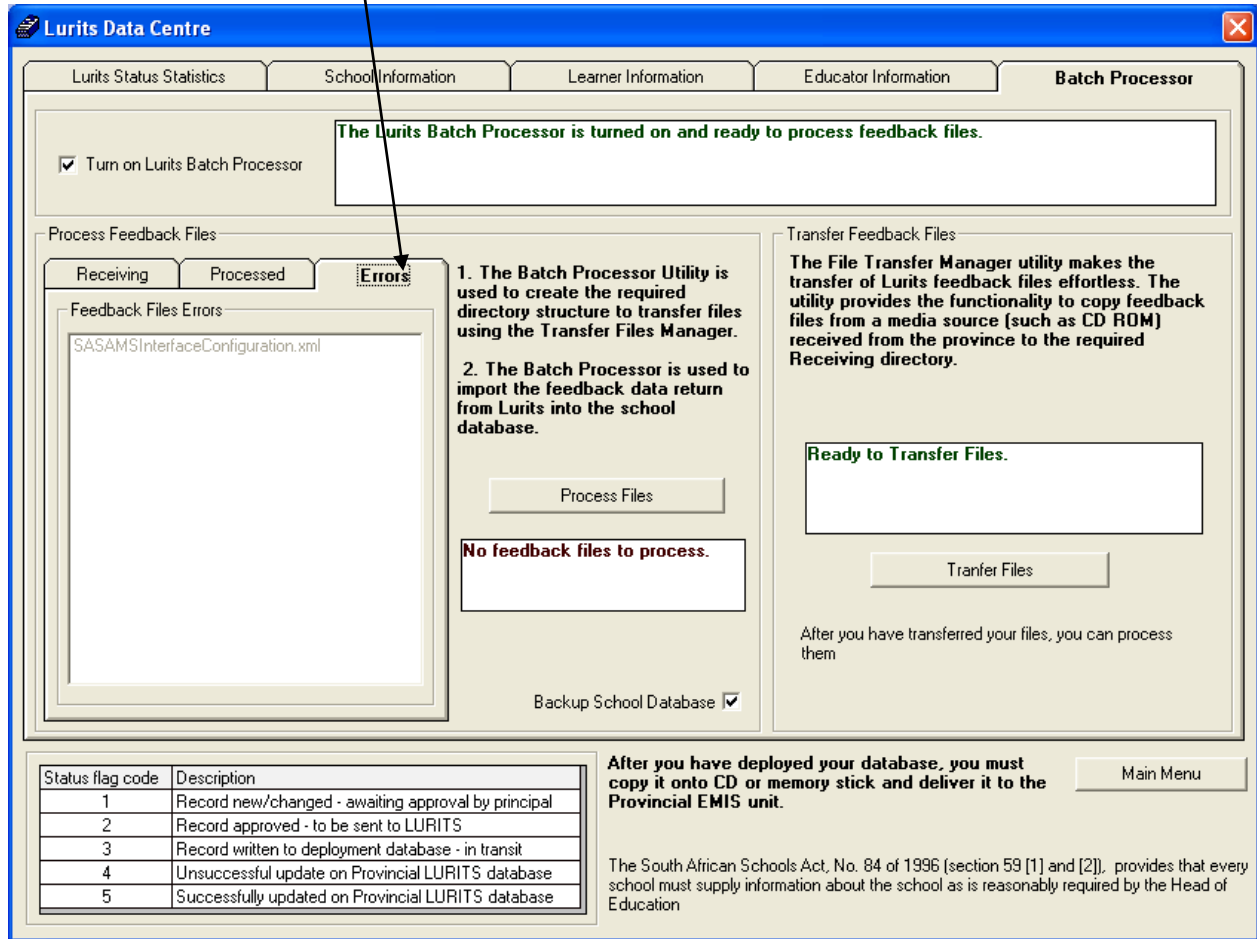 Lurits Data Centre
Lurits Status Statistics
School Information
Learner Information
Educator Information
Batch Processor
Turn on Lurits Batch Processor
The Lurits Batch Processor is turned on and ready to process feedback files.
Process Feedback Files
Receiving
Processed
Errors
Feedback Files Errors
SASAMSInterfaceConfiguration.xml
1. The Batch Processor Utility is
used to create the required
directory structure to transfer files
using the Transfer Files Manager.
2. The Batch Processor is used to
import the feedback data return
from Lurits into the school
database.
Process Files
No feedback files to process.
Backup School Database
Transfer Feedback Files
The File Transfer Manager utility makes the
transfer of Lurits feedback files effortless. The
utility provides the functionality to copy feedback
files from a media source (such as CD ROM)
received from the province to the required
Receiving directory.
Ready to Transfer Files.
Tranfer Files
After you have transferred your files, you can process
them
Status flag code Description
1 Record new/changed - awaiting approval by principal
2 Record approved - to be sent to LURITS
3 Record written to deployment database - in transit
4 Unsuccessful update on Provincial LURITS database
5 Successfully updated on Provincial LURITS database
After you have deployed your database, you must
copy it onto CD or memory stick and deliver it to the
Provincial EMIS unit.
Main Menu
The South African Schools Act, No. 84 of 1996 (section 59 [1] and [2]), provides that every
school must supply information about the school as is reasonably required by the Head of
Education